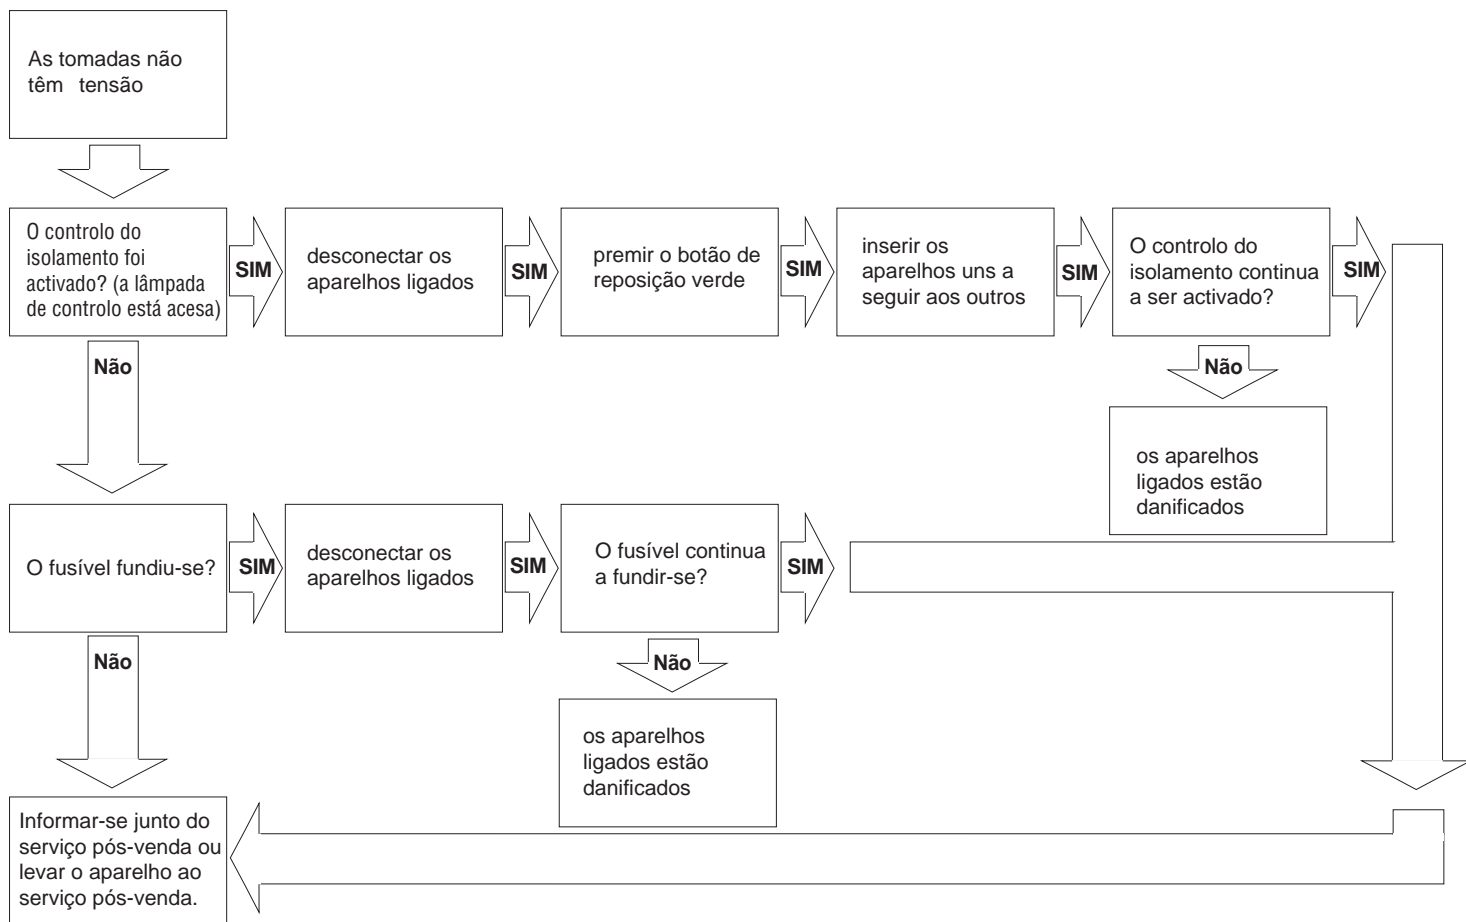 As tomadas não
têm tensão
O controlo do
isolamento foi
activado? (a lâmpada
de controlo está acesa)
SIM
desconectar os
aparelhos ligados
SIM
premir o botão de
reposição verde
SIM
inserir os
aparelhos uns a
seguir aos outros
SIM
O controlo do
isolamento continua
a ser activado?
SIM
Não
Não
os aparelhos
ligados estão
danificados
O fusível fundiu-se?
SIM
desconectar os
aparelhos ligados
SIM
O fusível continua
a fundir-se?
SIM
Não
Não
os aparelhos
ligados estão
danificados
Informar-se junto do
serviço pós-venda ou
levar o aparelho ao
serviço pós-venda.